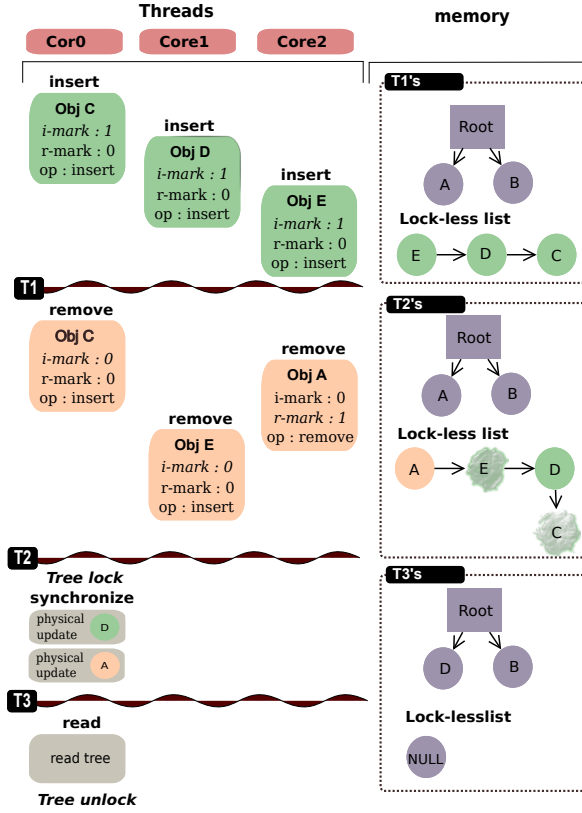 Threads
memory
Cor0
Core1
Core2
insert
Obj C
i-mark : 1
r-mark : 0
op : insert
insert
Obj D
i-mark : 1
r-mark : 0
op : insert
insert
Obj E
i-mark : 1
r-mark : 0
op : insert
T1's
Root
A
B
Lock-less list
E
D
C
T1
remove
Obj C
i-mark : 0
r-mark : 0
op : insert
remove
Obj E
i-mark : 0
r-mark : 0
op : insert
remove
Obj A
i-mark : 0
r-mark : 1
op : remove
T2's
Root
A
B
Lock-less list
A
E
D
C
T2
Tree lock
synchronize
physical
update
D
physical
update
A
T3's
Root
D
B
Lock-lesslist
NULL
T3
read
read tree
Tree unlock